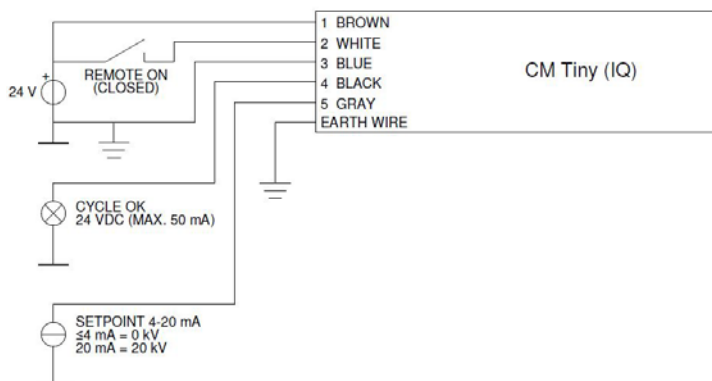 1 BROWN
2 WHITE
3 BLUE
4 BLACK
5 GRAY
EARTH WIRE
CM Tiny (IQ)
REMOTE ON
(CLOSED)
+
24 V
CYCLE OK
24 VDC (MAX. 50 mA)
SETPOINT 4-20 mA
≤4 mA = 0 kV
20 mA = 20 kV